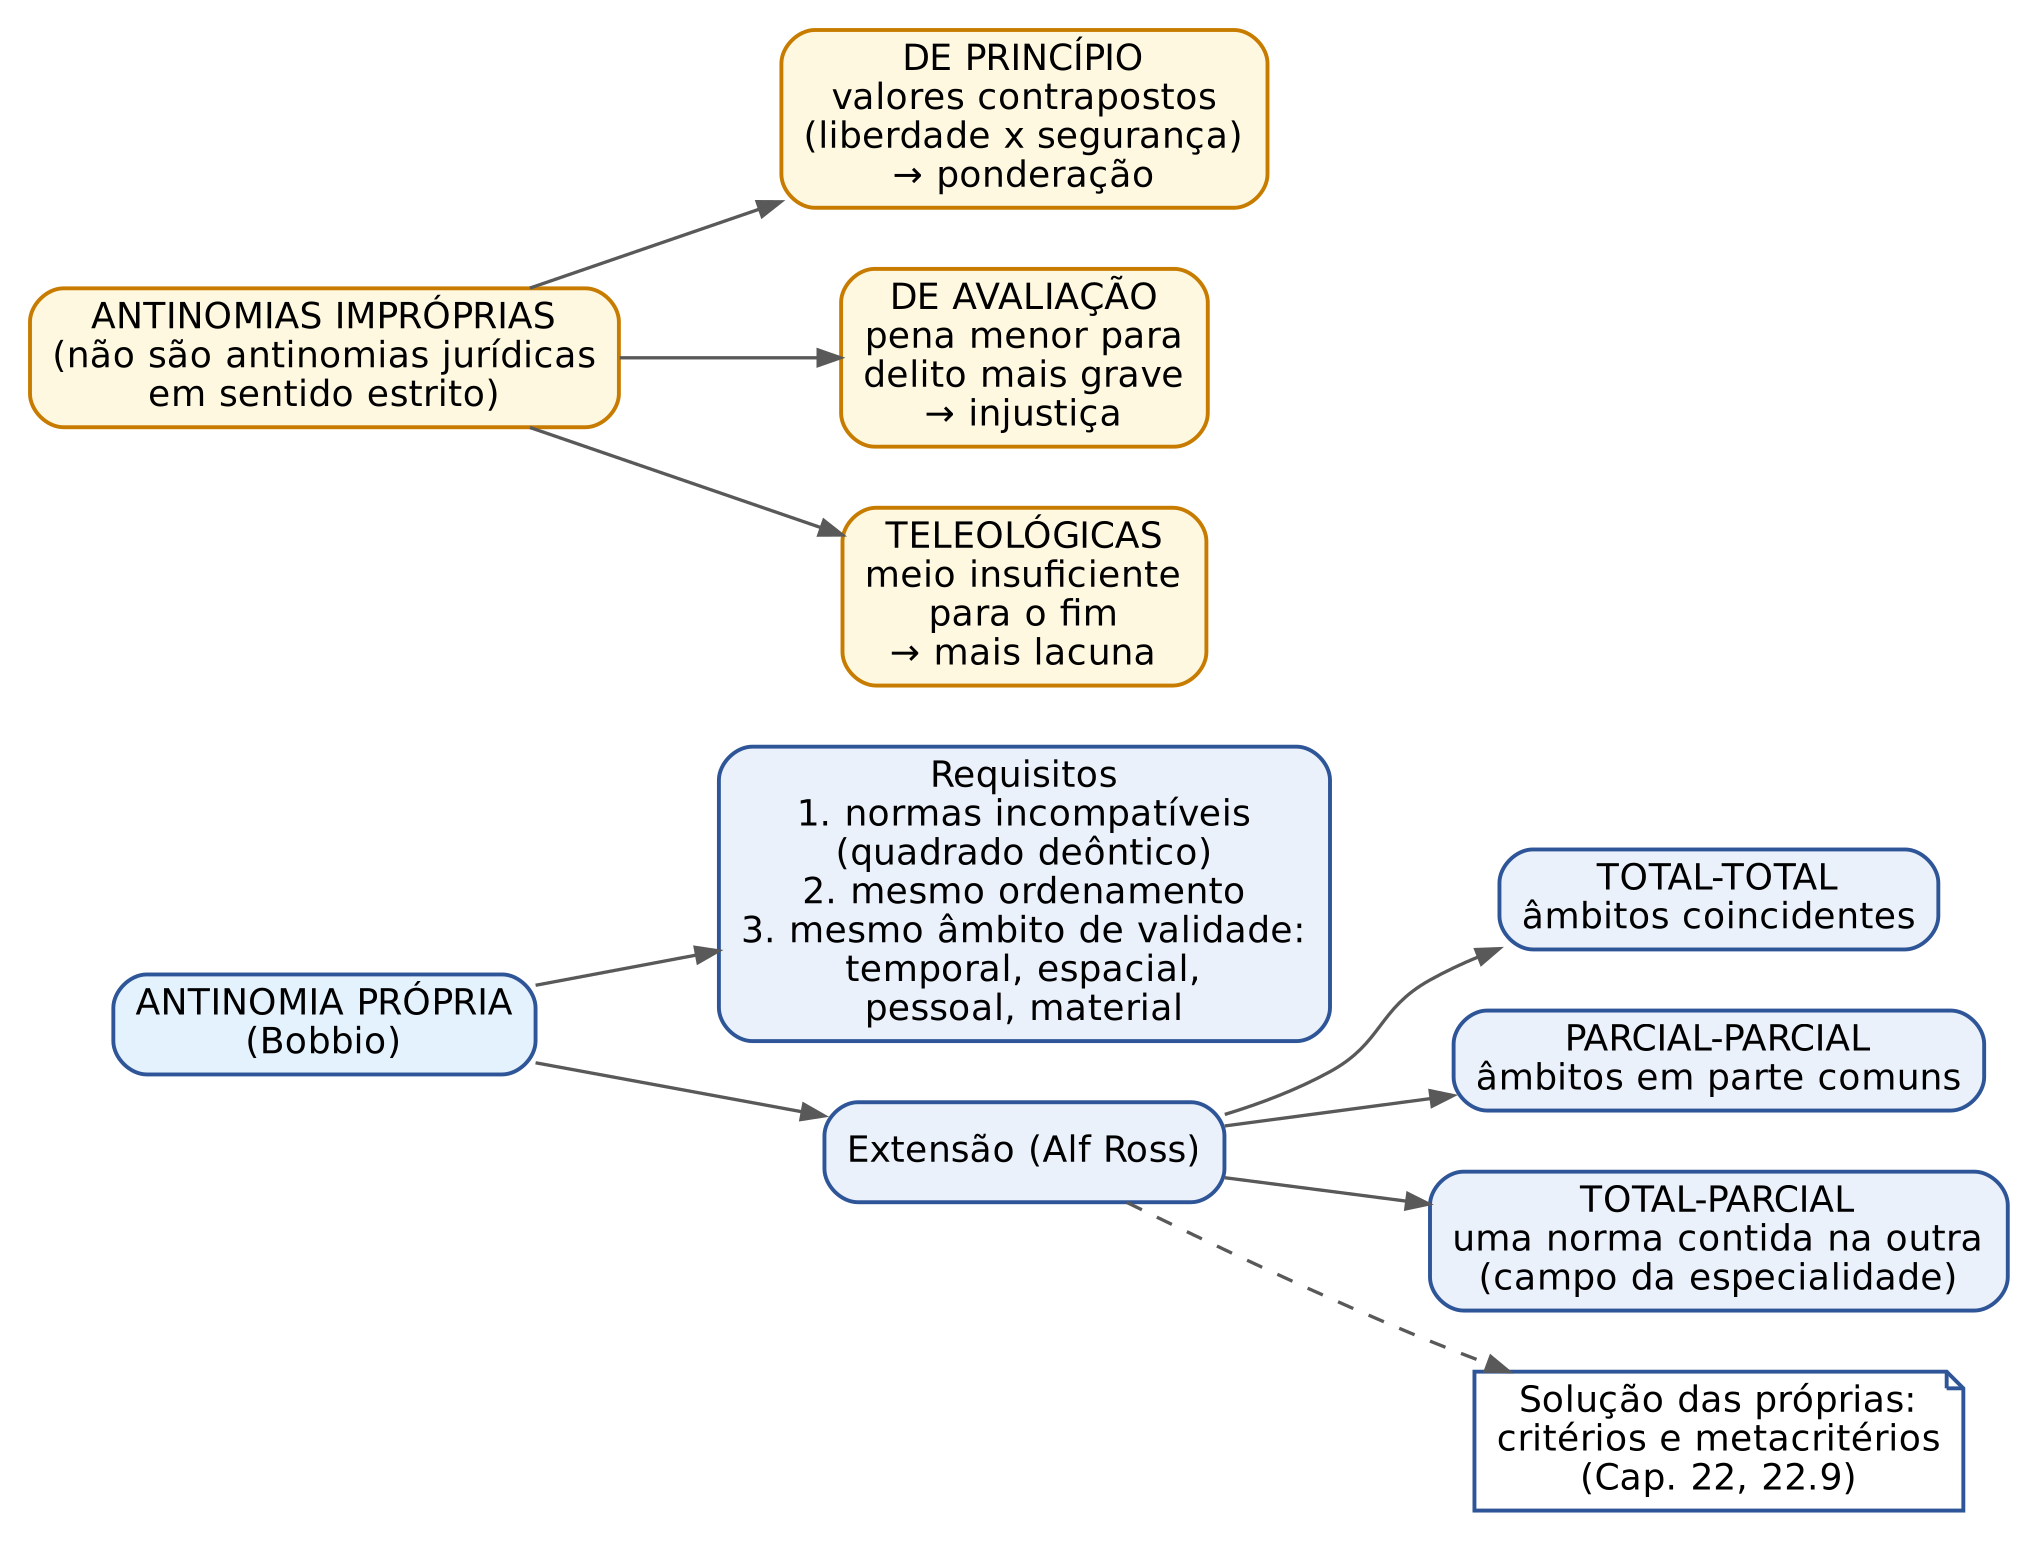 DE PRINCÍPIO
valores contrapostos
(liberdade x segurança)
→ ponderação
ANTINOMIAS IMPRÓPRIAS
(não são antinomias jurídicas
em sentido estrito)
DE AVALIAÇÃO
pena menor para
delito mais grave
→ injustiça
TELEOLÓGICAS
meio insuficiente
para o fim
→ mais lacuna
ANTINOMIA PRÓPRIA
(Bobbio)
Requisitos
1. normas incompatíveis
(quadrado deôntico)
2. mesmo ordenamento
3. mesmo âmbito de validade:
temporal, espacial,
pessoal, material
Extensão (Alf Ross)
TOTAL-TOTAL
âmbitos coincidentes
PARCIAL-PARCIAL
âmbitos em parte comuns
TOTAL-PARCIAL
uma norma contida na outra
(campo da especialidade)
Solução das próprias:
critérios e metacritérios
(Cap. 22, 22.9)